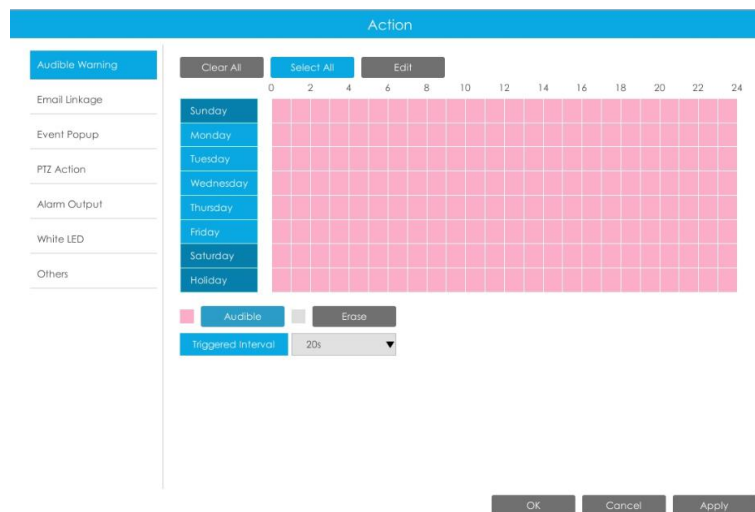 Action
Audible Warning
Email Linkage
Event Popup
PTZ Action
Alarm Output
White LED
Others
Clear All Select All Edit
0 2 4 6 8 10 12 14 16 18 20 22 24
Sunday
Monday
Tuesday
Wednesday
Thursday
Friday
Saturday
Holiday
Audible Erase
Triggered Interval 20s
OK Cancel Apply